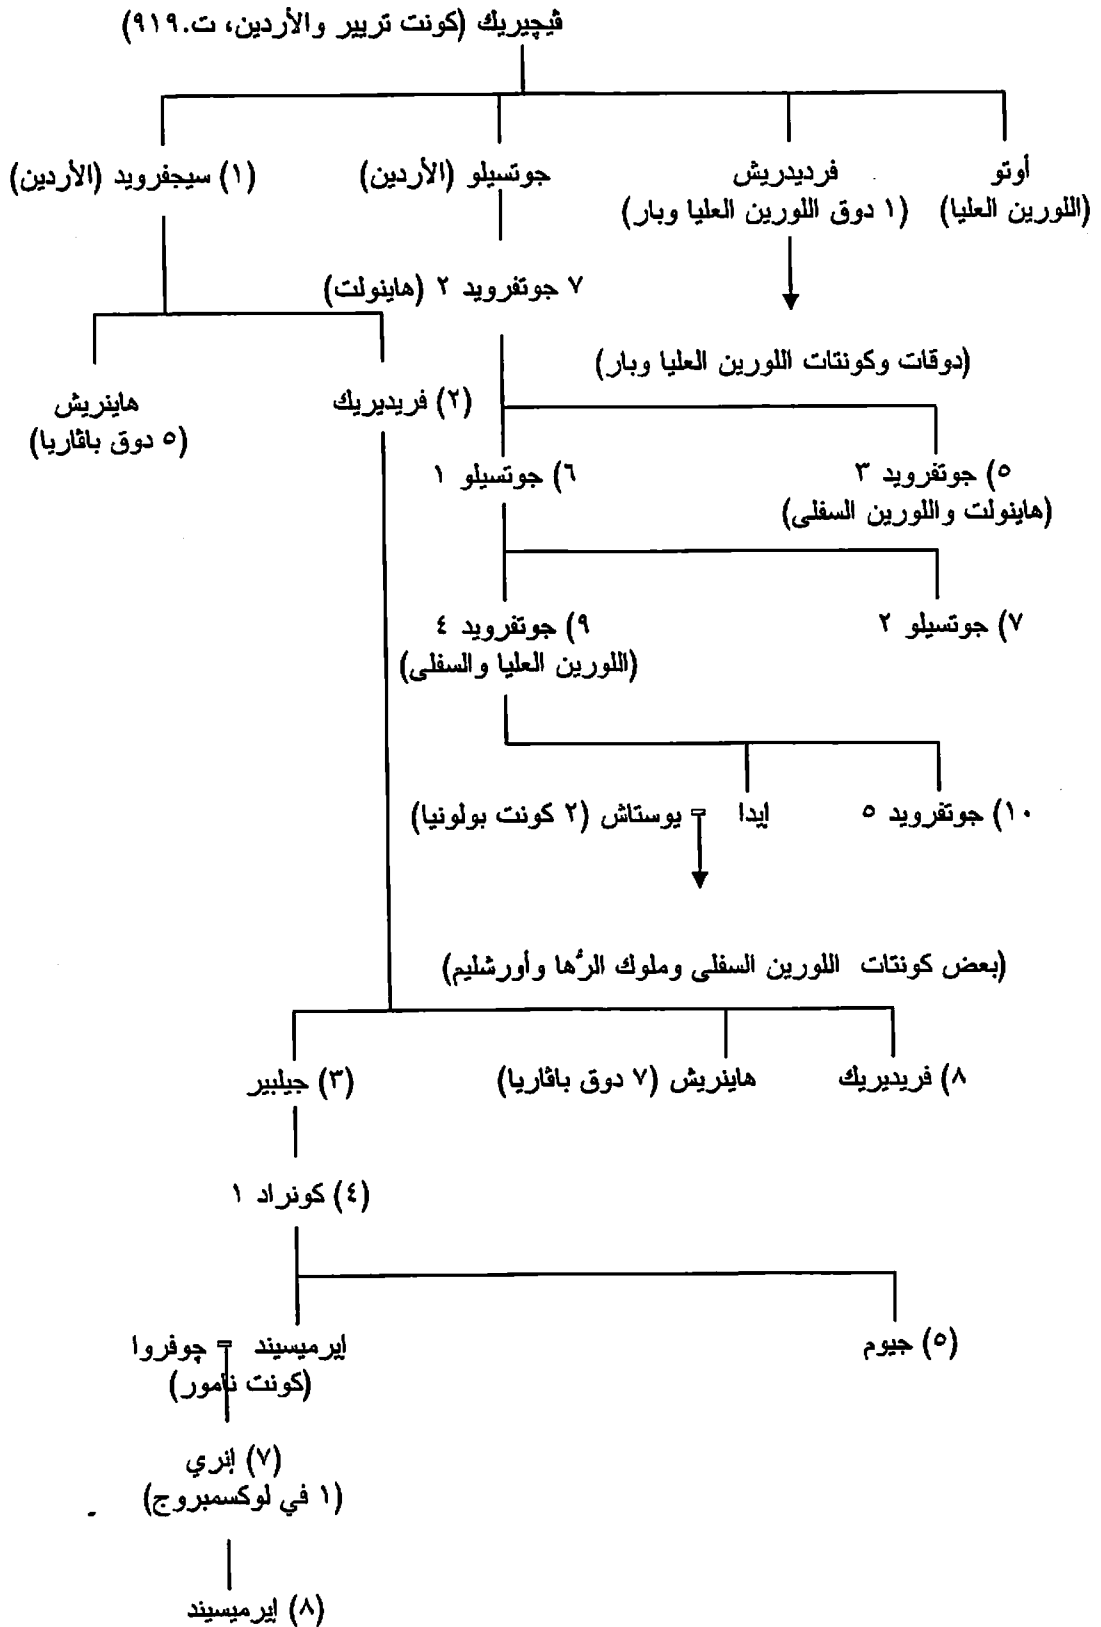 ڤيچيريك (كونت تريير والأردين، ت.٩١٩)
أوتو
(اللورين العليا)
فرديدريش
(١ دوق اللورين العليا وبار)
جوتسيلو (الأردين)
(١) سيجفرويد (الأردين)
٧ جوتفرويد ٢ (هاينولت)
(دوقات وكونتات اللورين العليا وبار)
(٢) فريديريك
هاينريش
(٥ دوق باڤاريا)
٥) جوتفرويد ٣
(هاينولت واللورين السفلى)
٦) جوتسيلو ١
٧) جوتسيلو ٢
٩) جوتفرويد ٤
(اللورين العليا والسفلى)
١٠) جوتفرويد ٥
إيدا
يوستاش (٢ كونت بولونيا)
(بعض كونتات اللورين السفلى وملوك الرُها وأورشليم)
٨) فريديريك
هاينريش (٧ دوق باڤاريا)
(٣) جيلبير
(٤) كونراد ١
(٥) جيوم
إيرميسيند
چوفروا
(كونت نامور)
(٧) إنري
(١ في لوكسمبروج)
(٨) إيرميسيند